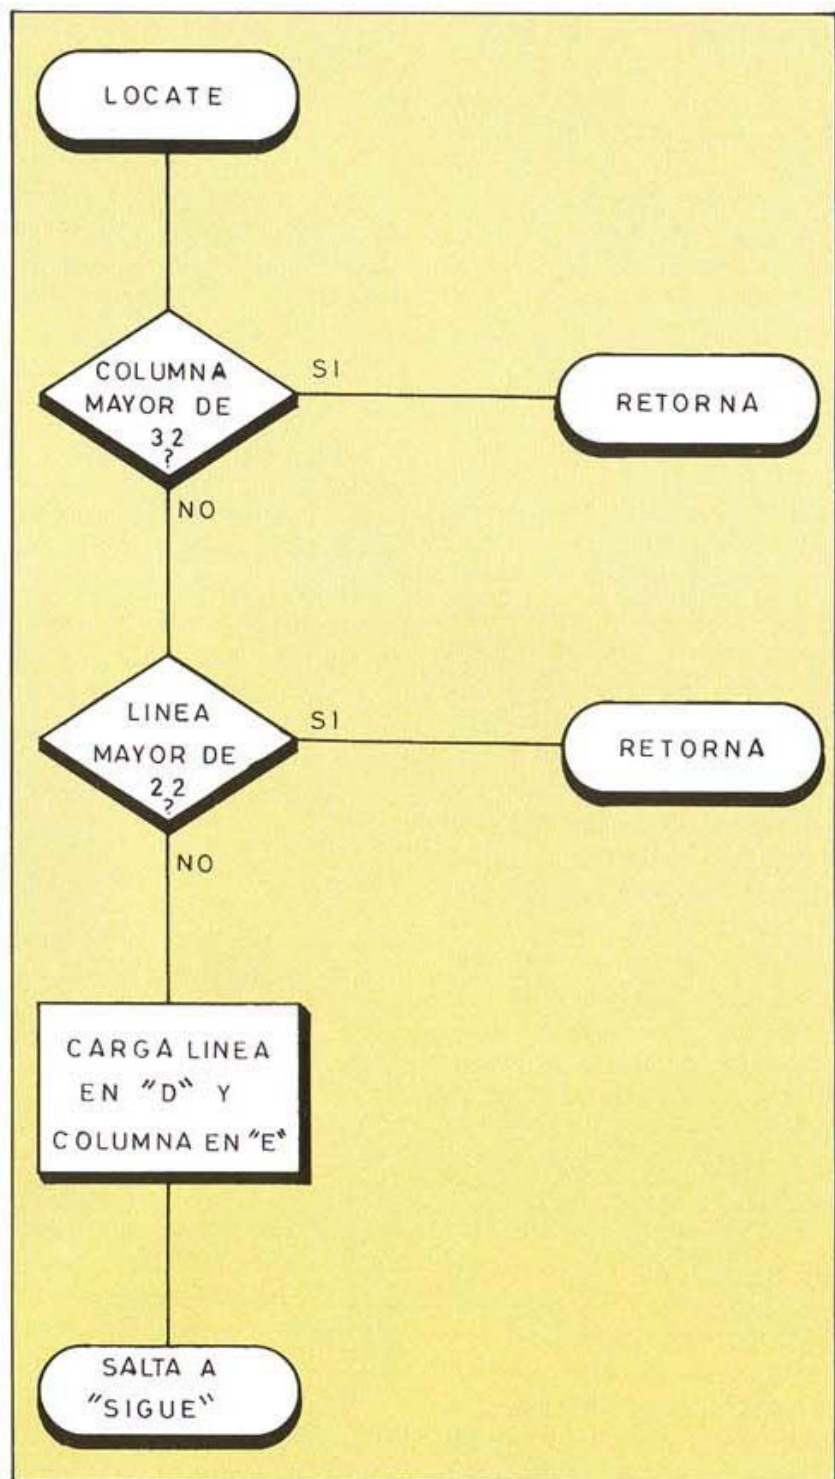 LOCATE
COLUMNA
MAYOR DE
32
?
SI
RETORNA
NO
LINEA
MAYOR DE
22
?
SI
RETORNA
NO
CARGA LINEA
EN "D" Y
COLUMNA EN "E"
SALTA A
"SIGUE"